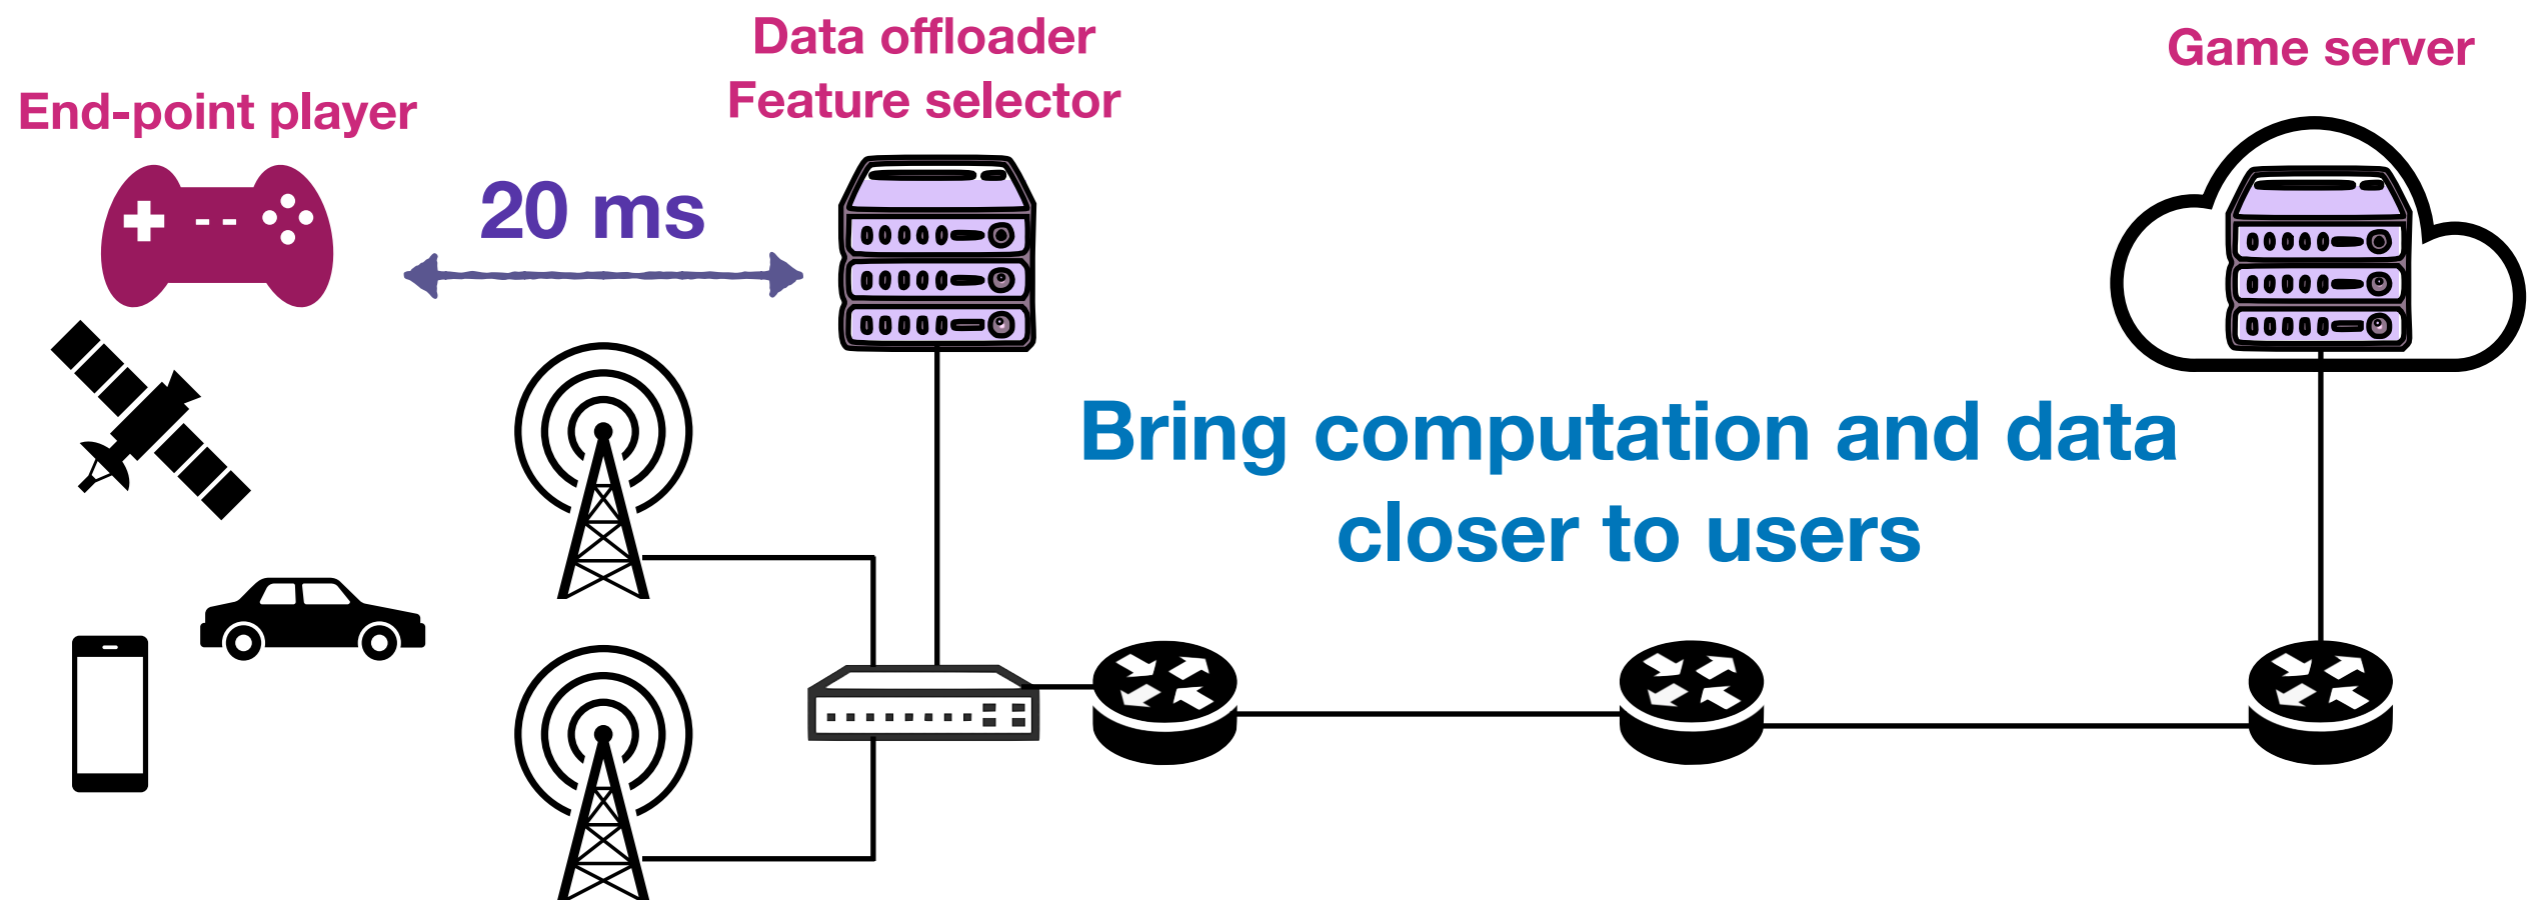 Data offloader
Feature selector
Game server
End-point player
20 ms
Bring computation and data
closer to users